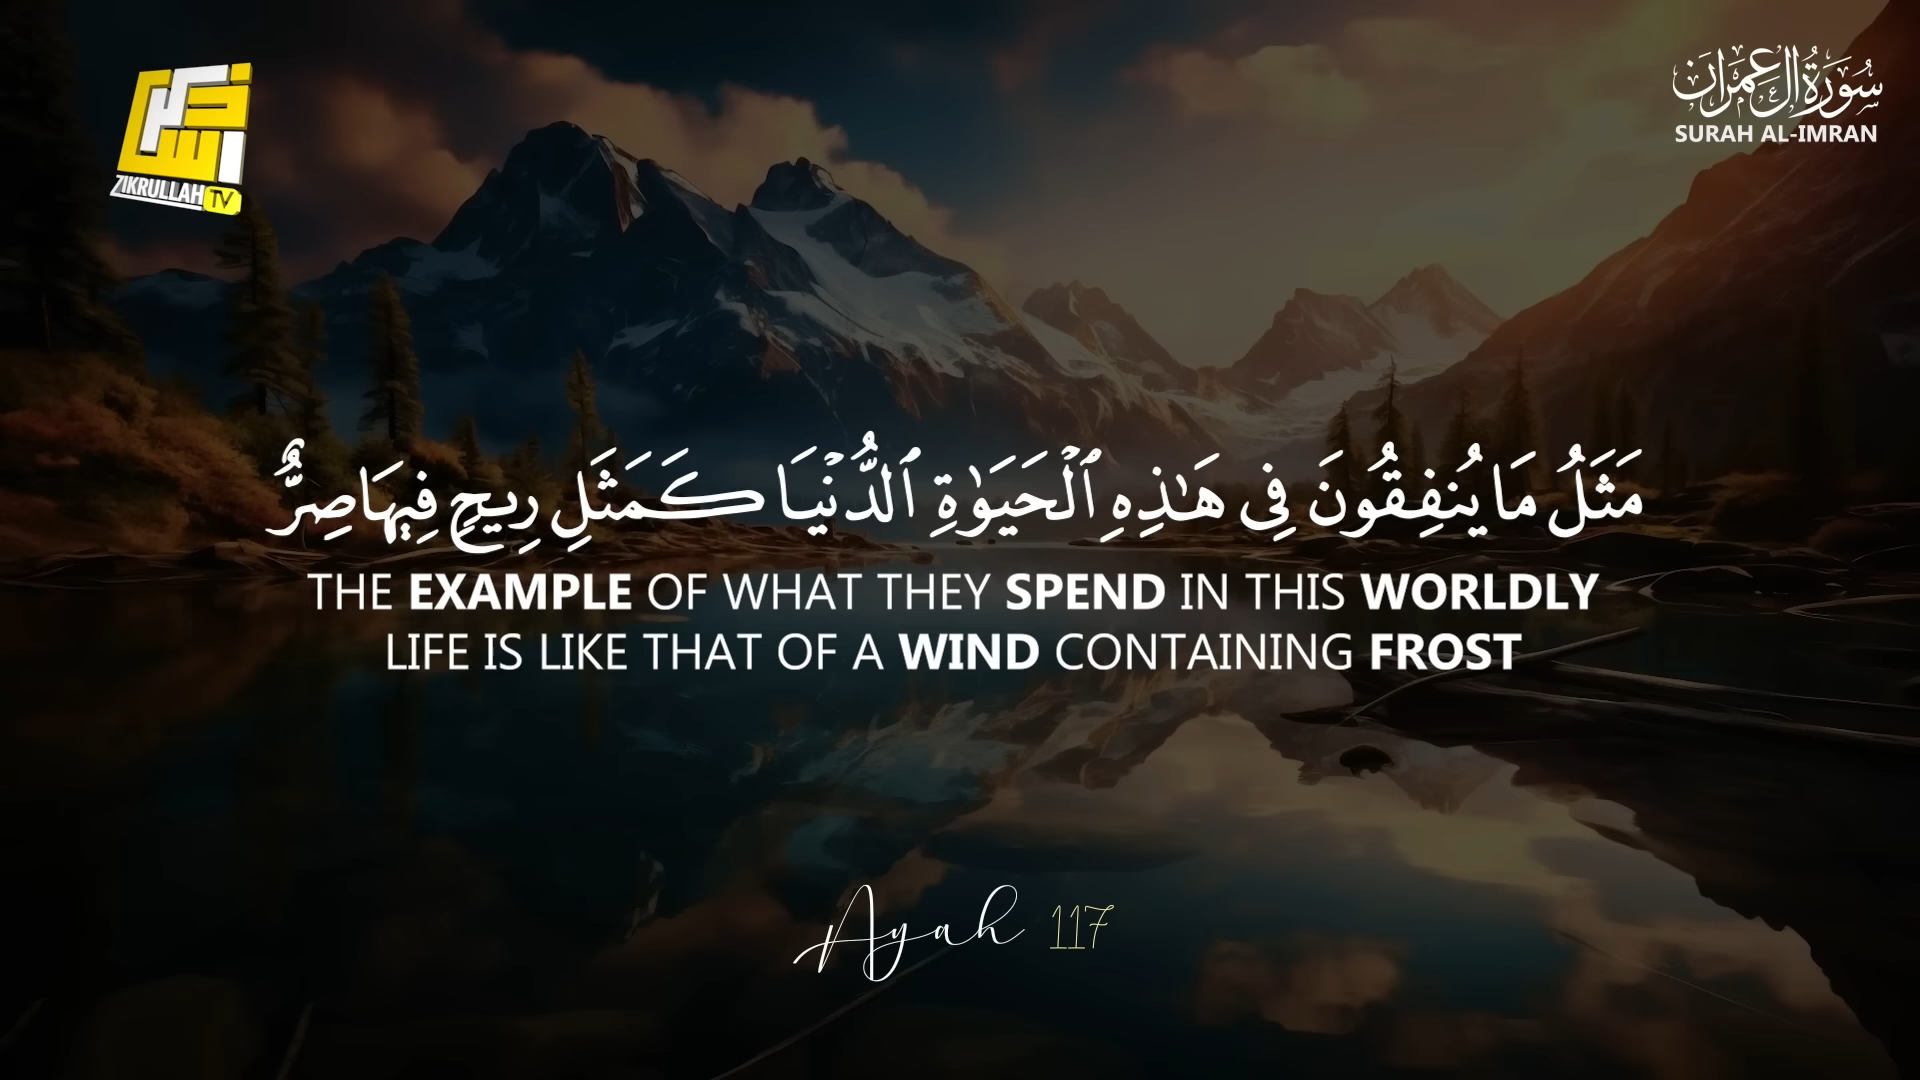 ZIKRULLAH TV
سُورَةُ آل عِمرَان
SURAH AL-IMRAN
مَثَلُ مَا يُنفِقُونَ فِى هَـٰذِهِ ٱلْحَيَوٰةِ ٱلدُّنْيَا كَمَثَلِ رِيحٍ فِيهَا صِرٌّ
THE EXAMPLE OF WHAT THEY SPEND IN THIS WORLDLY
LIFE IS LIKE THAT OF A WIND CONTAINING FROST
Ayah 117